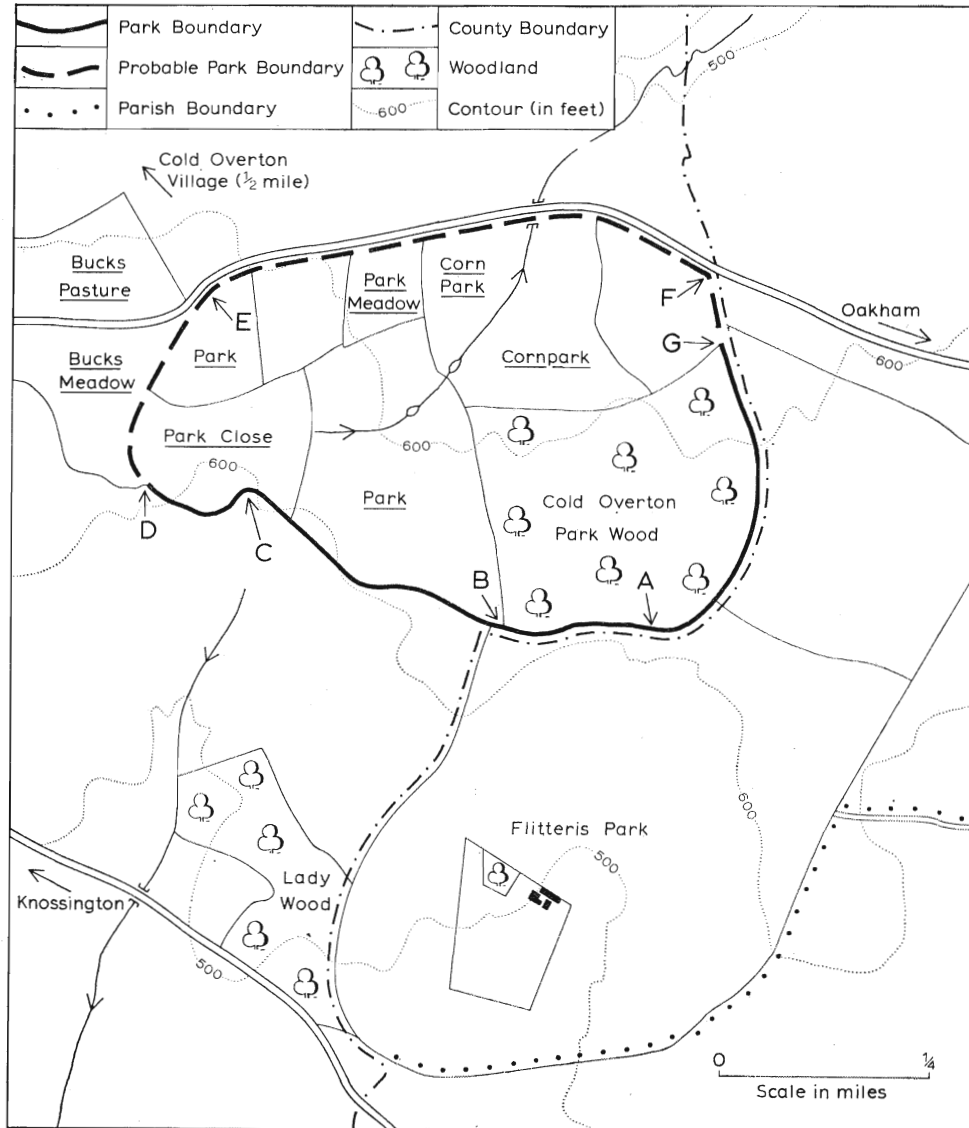 Park Boundary
Probable Park Boundary
Parish Boundary
County Boundary
Woodland
600
Contour (in feet)
500
Cold Overton
Village (½ mile)
Bucks
Pasture
Park
Meadow
Corn
Park
E
F
Oakham
Bucks
Meadow
Park
Cornpark
G
600
Park Close
600
600
Park
D
C
Cold Overton
Park Wood
B
A
600
Flitteris Park
500
Lady
Wood
Knossington
500
0
¼
Scale in miles